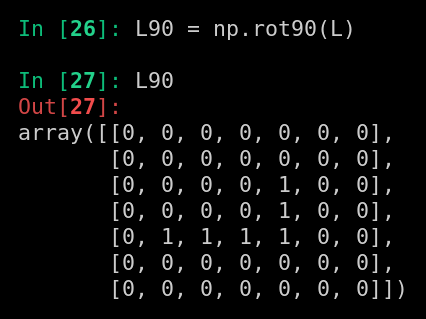 In [26]: L90 = np.rot90(L)
In [27]: L90
Out[27]:
array([[0, 0, 0, 0, 0, 0, 0],
       [0, 0, 0, 0, 0, 0, 0],
       [0, 0, 0, 0, 1, 0, 0],
       [0, 0, 0, 0, 1, 0, 0],
       [0, 1, 1, 1, 1, 0, 0],
       [0, 0, 0, 0, 0, 0, 0],
       [0, 0, 0, 0, 0, 0, 0]])